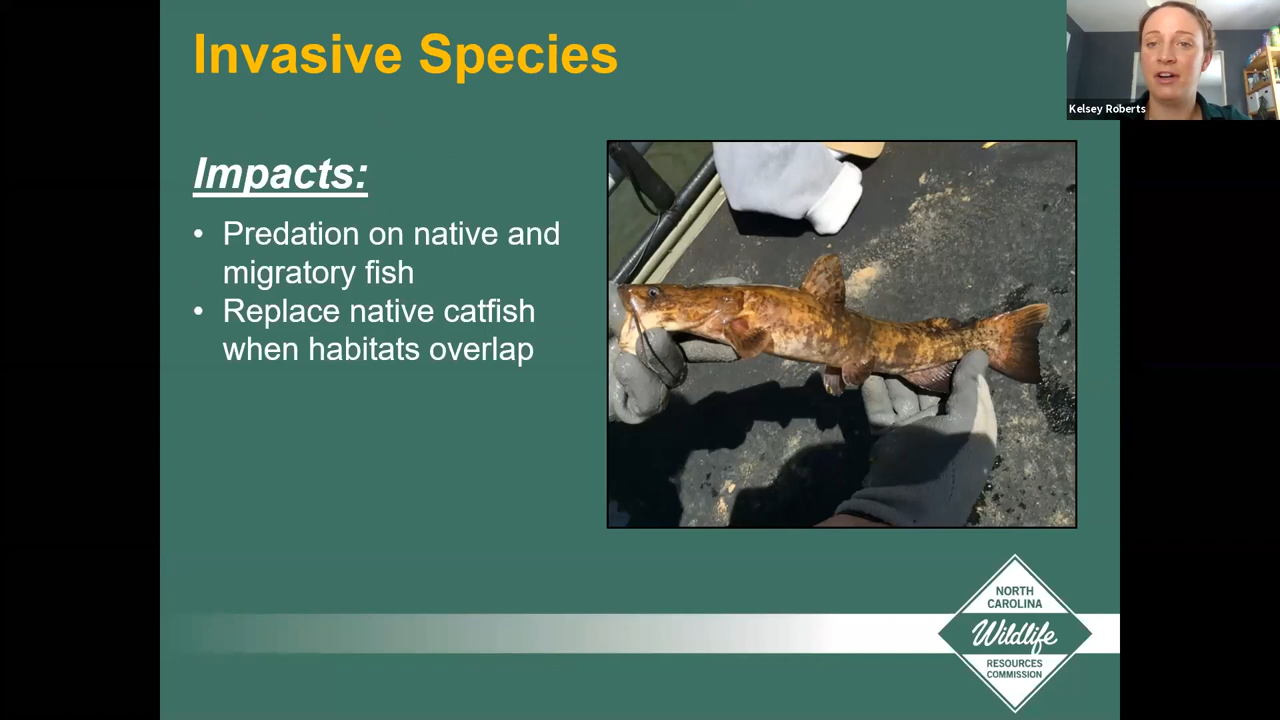 Invasive Species
Kelsey Roberts
Impacts:
• Predation on native and
migratory fish
• Replace native catfish
when habitats overlap
NORTH
CAROLINA
Wildlife
RESOURCES
COMMISSION